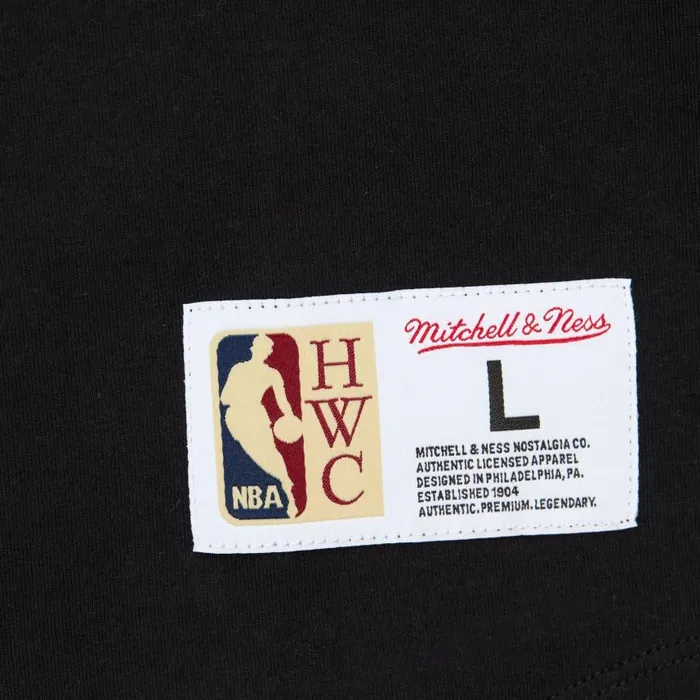 NBA
H
W
C
Mitchell & Ness
L
MITCHELL & NESS NOSTALGIA CO.
AUTHENTIC LICENSED APPAREL
DESIGNED IN PHILADELPHIA, PA.
ESTABLISHED 1904
AUTHENTIC. PREMIUM. LEGENDARY.